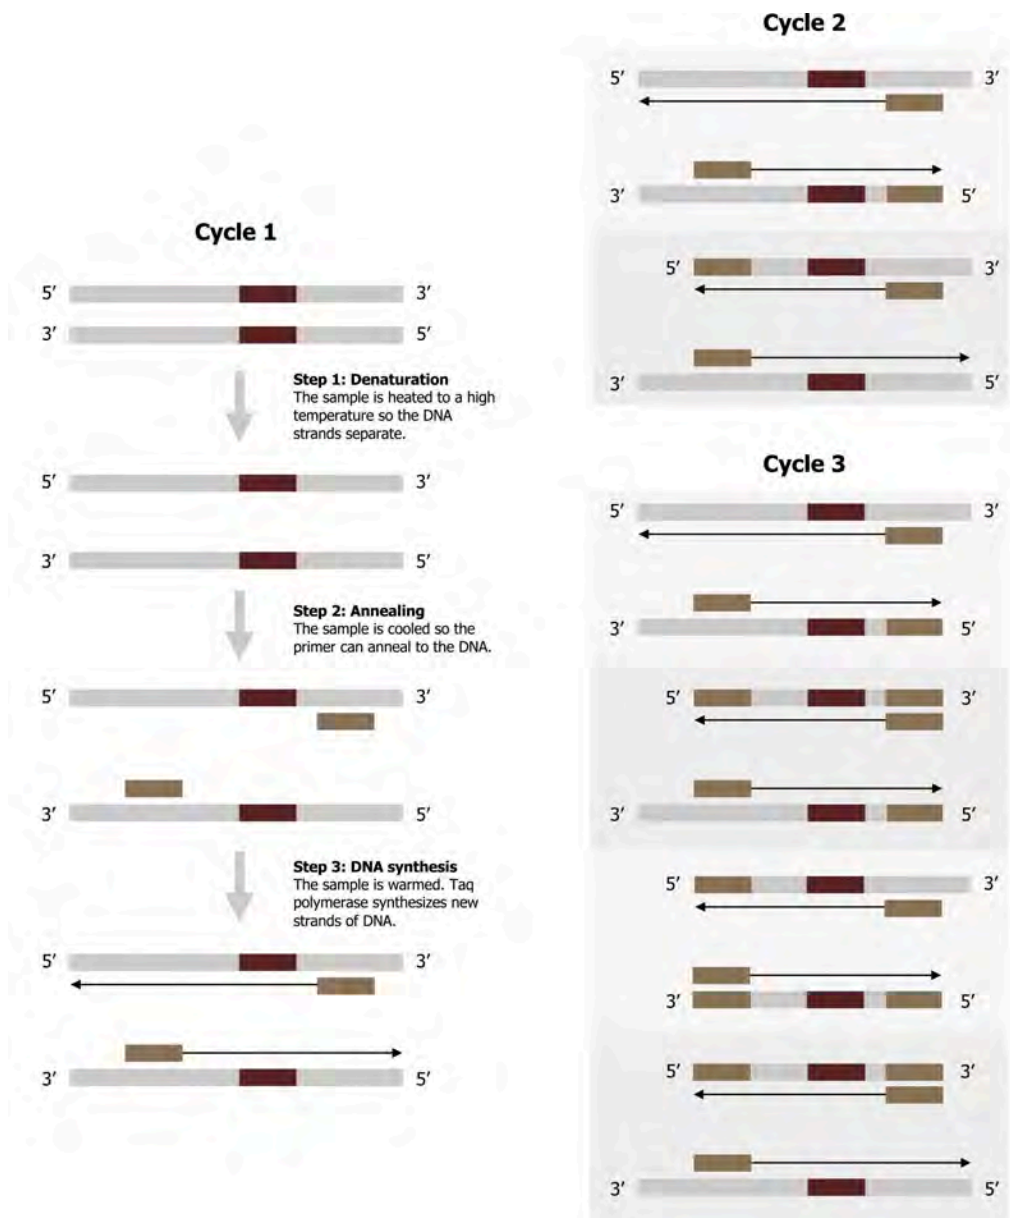 Cycle 1
5′ 3′
3′ 5′
Step 1: Denaturation
The sample is heated to a high
temperature so the DNA
strands separate.
5′ 3′
3′ 5′
Step 2: Annealing
The sample is cooled so the
primer can anneal to the DNA.
5′ 3′
3′ 5′
Step 3: DNA synthesis
The sample is warmed. Taq
polymerase synthesizes new
strands of DNA.
5′ 3′
3′ 5′
Cycle 2
5′ 3′
3′ 5′
5′ 3′
3′ 5′
Cycle 3
5′ 3′
3′ 5′
5′ 3′
3′ 5′
5′ 3′
3′ 5′
5′ 3′
3′ 5′